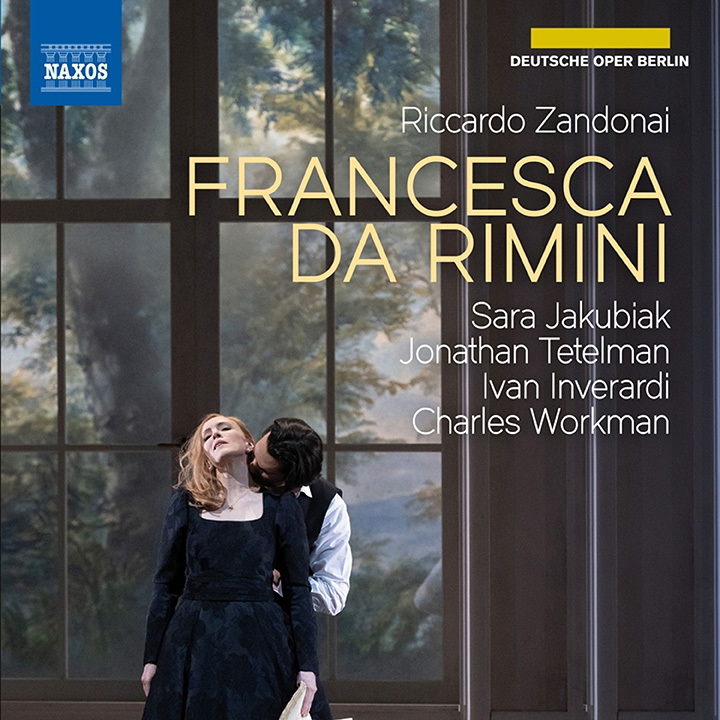 NAXOS
DEUTSCHE OPER BERLIN
Riccardo Zandonai
FRANCESCA
DA RIMINI
Sara Jakubiak
Jonathan Tetelman
Ivan Inverardi
Charles Workman